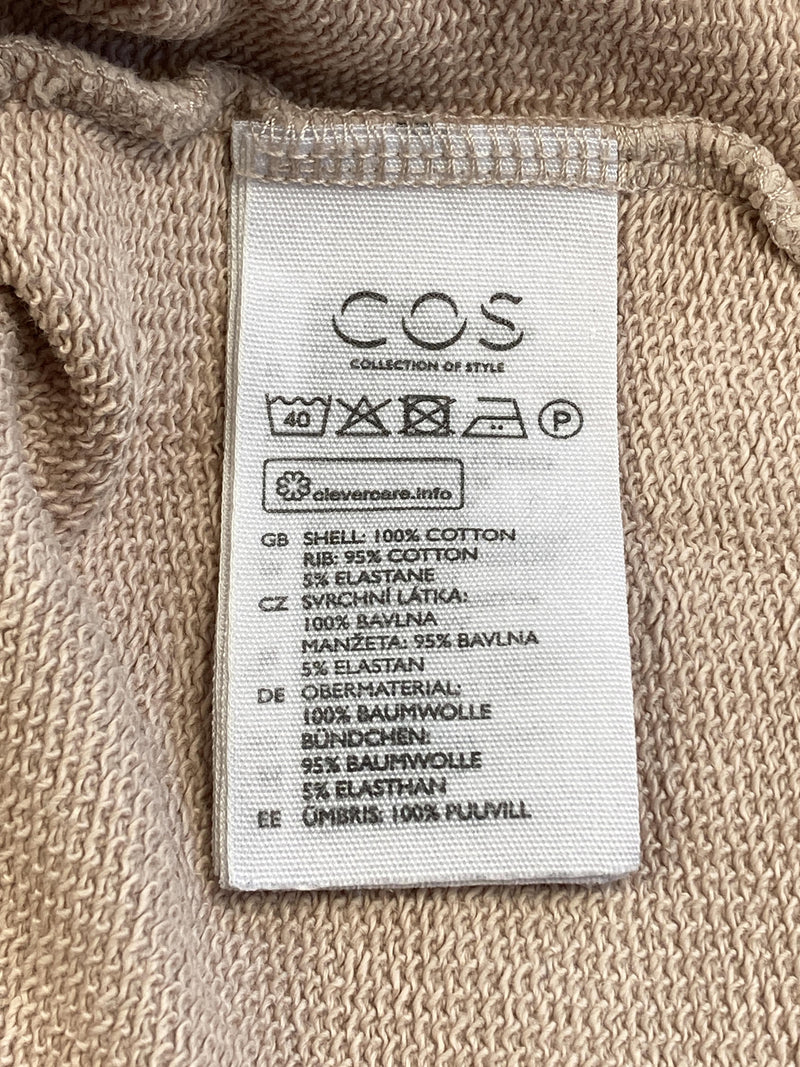 COS
COLLECTION OF STYLE
40 P
clevercare.info
GB SHELL: 100% COTTON
RIB: 95% COTTON
5% ELASTANE
CZ SVRCHNÍ LÁTKA:
100% BAVLNA
MANŽETA: 95% BAVLNA
5% ELASTAN
DE OBERMATERIAL:
100% BAUMWOLLE
BÜNDCHEN:
95% BAUMWOLLE
5% ELASTHAN
EE ÜMBRIS: 100% PUUVILL